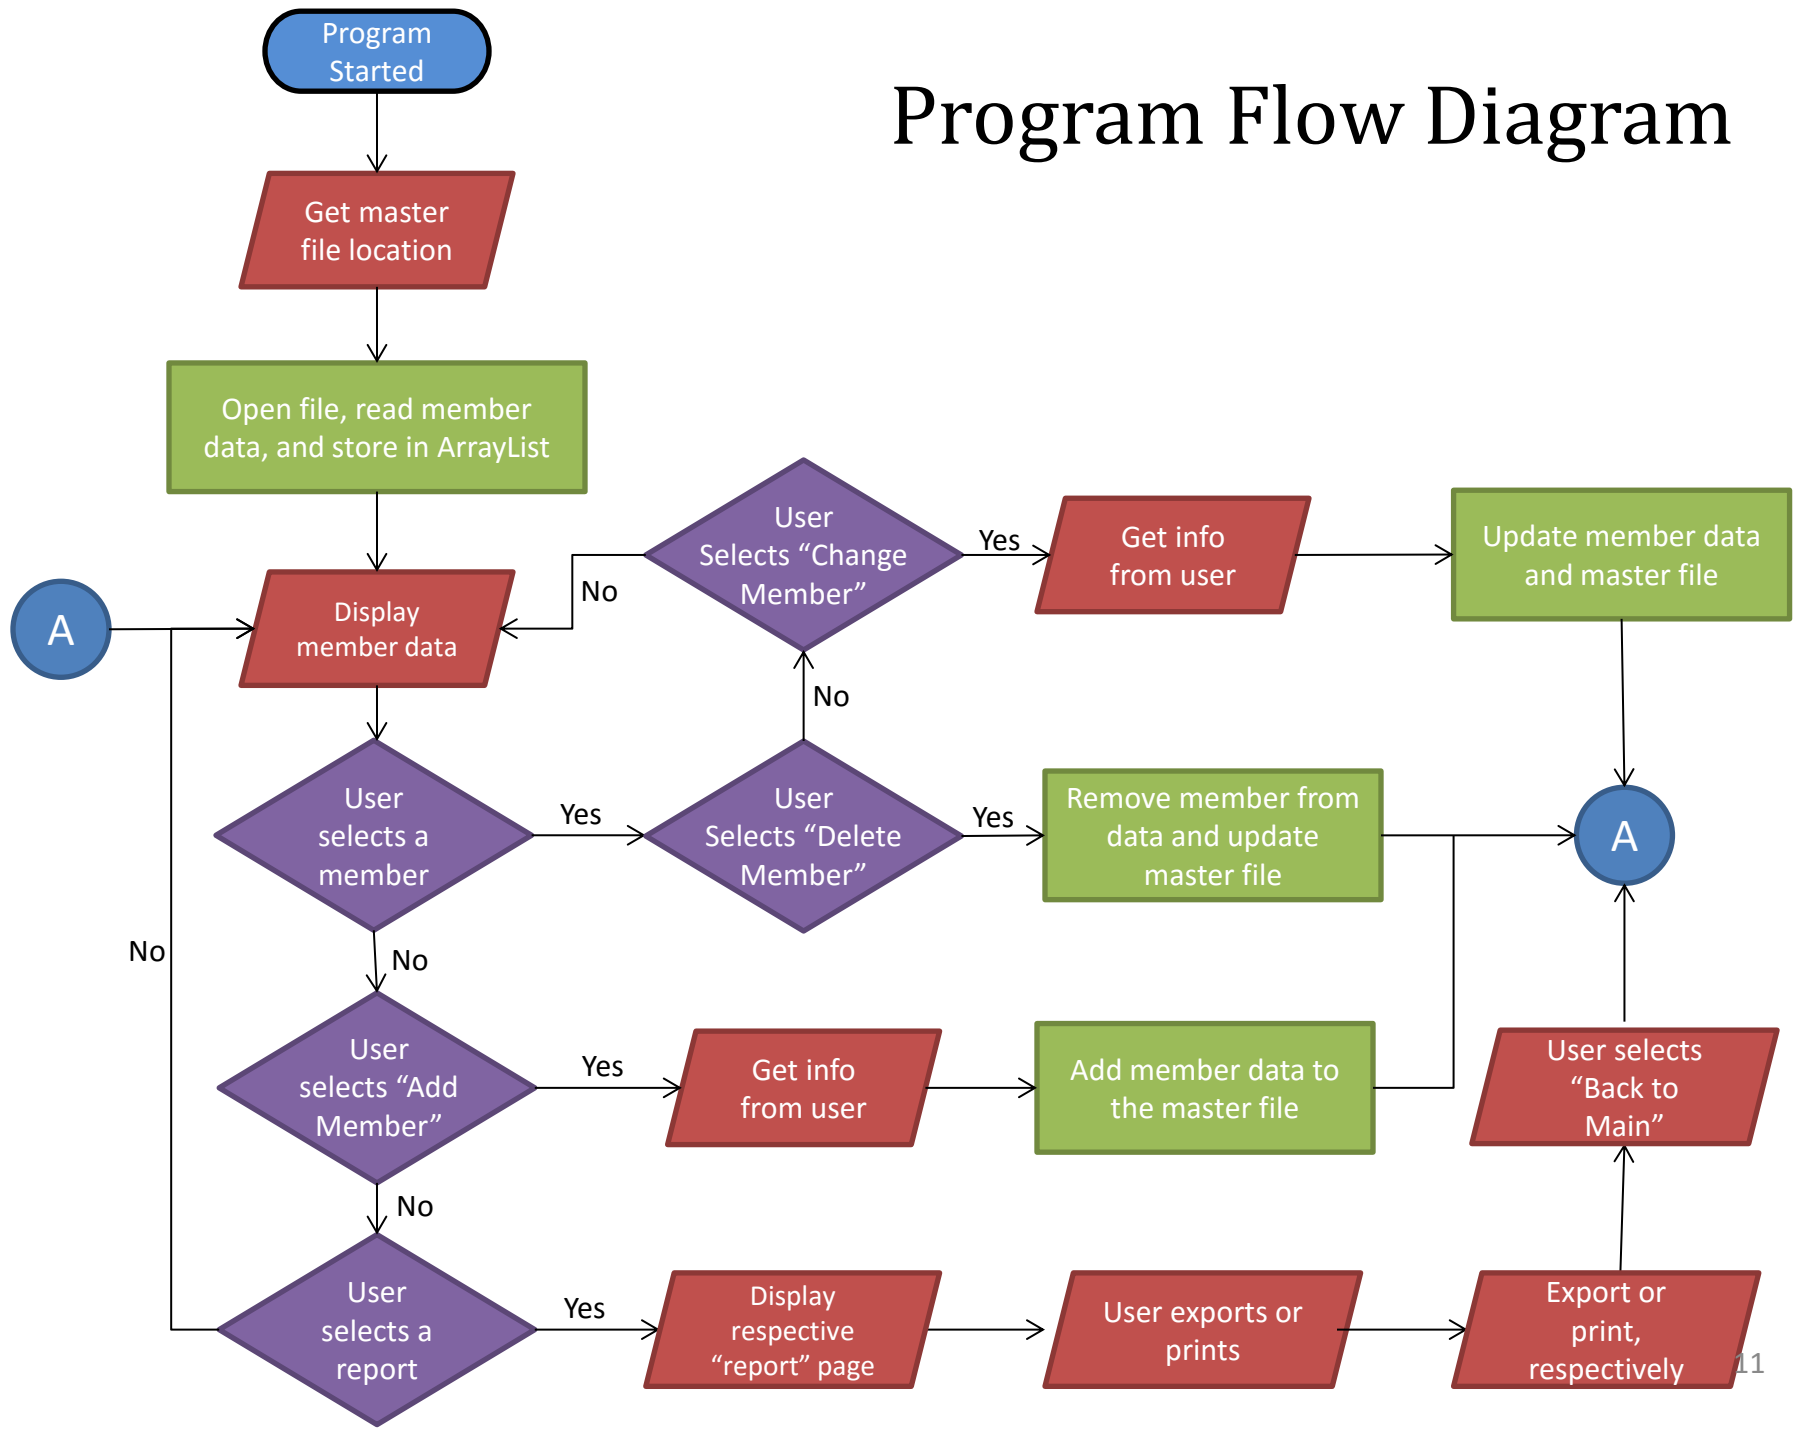 Program
Started
Program Flow Diagram
Get master
file location
Open file, read member
data, and store in ArrayList
User
Selects “Change
Member”
Yes
Get info
from user
Update member data
and master file
No
A
Display
member data
No
User
selects a
member
Yes
User
Selects “Delete
Member”
Yes
Remove member from
data and update
master file
A
No
No
User
selects “Add
Member”
Yes
Get info
from user
Add member data to
the master file
User selects
“Back to
Main”
No
User
selects a
report
Yes
Display
respective
“report” page
User exports or
prints
Export or
print,
respectively
11